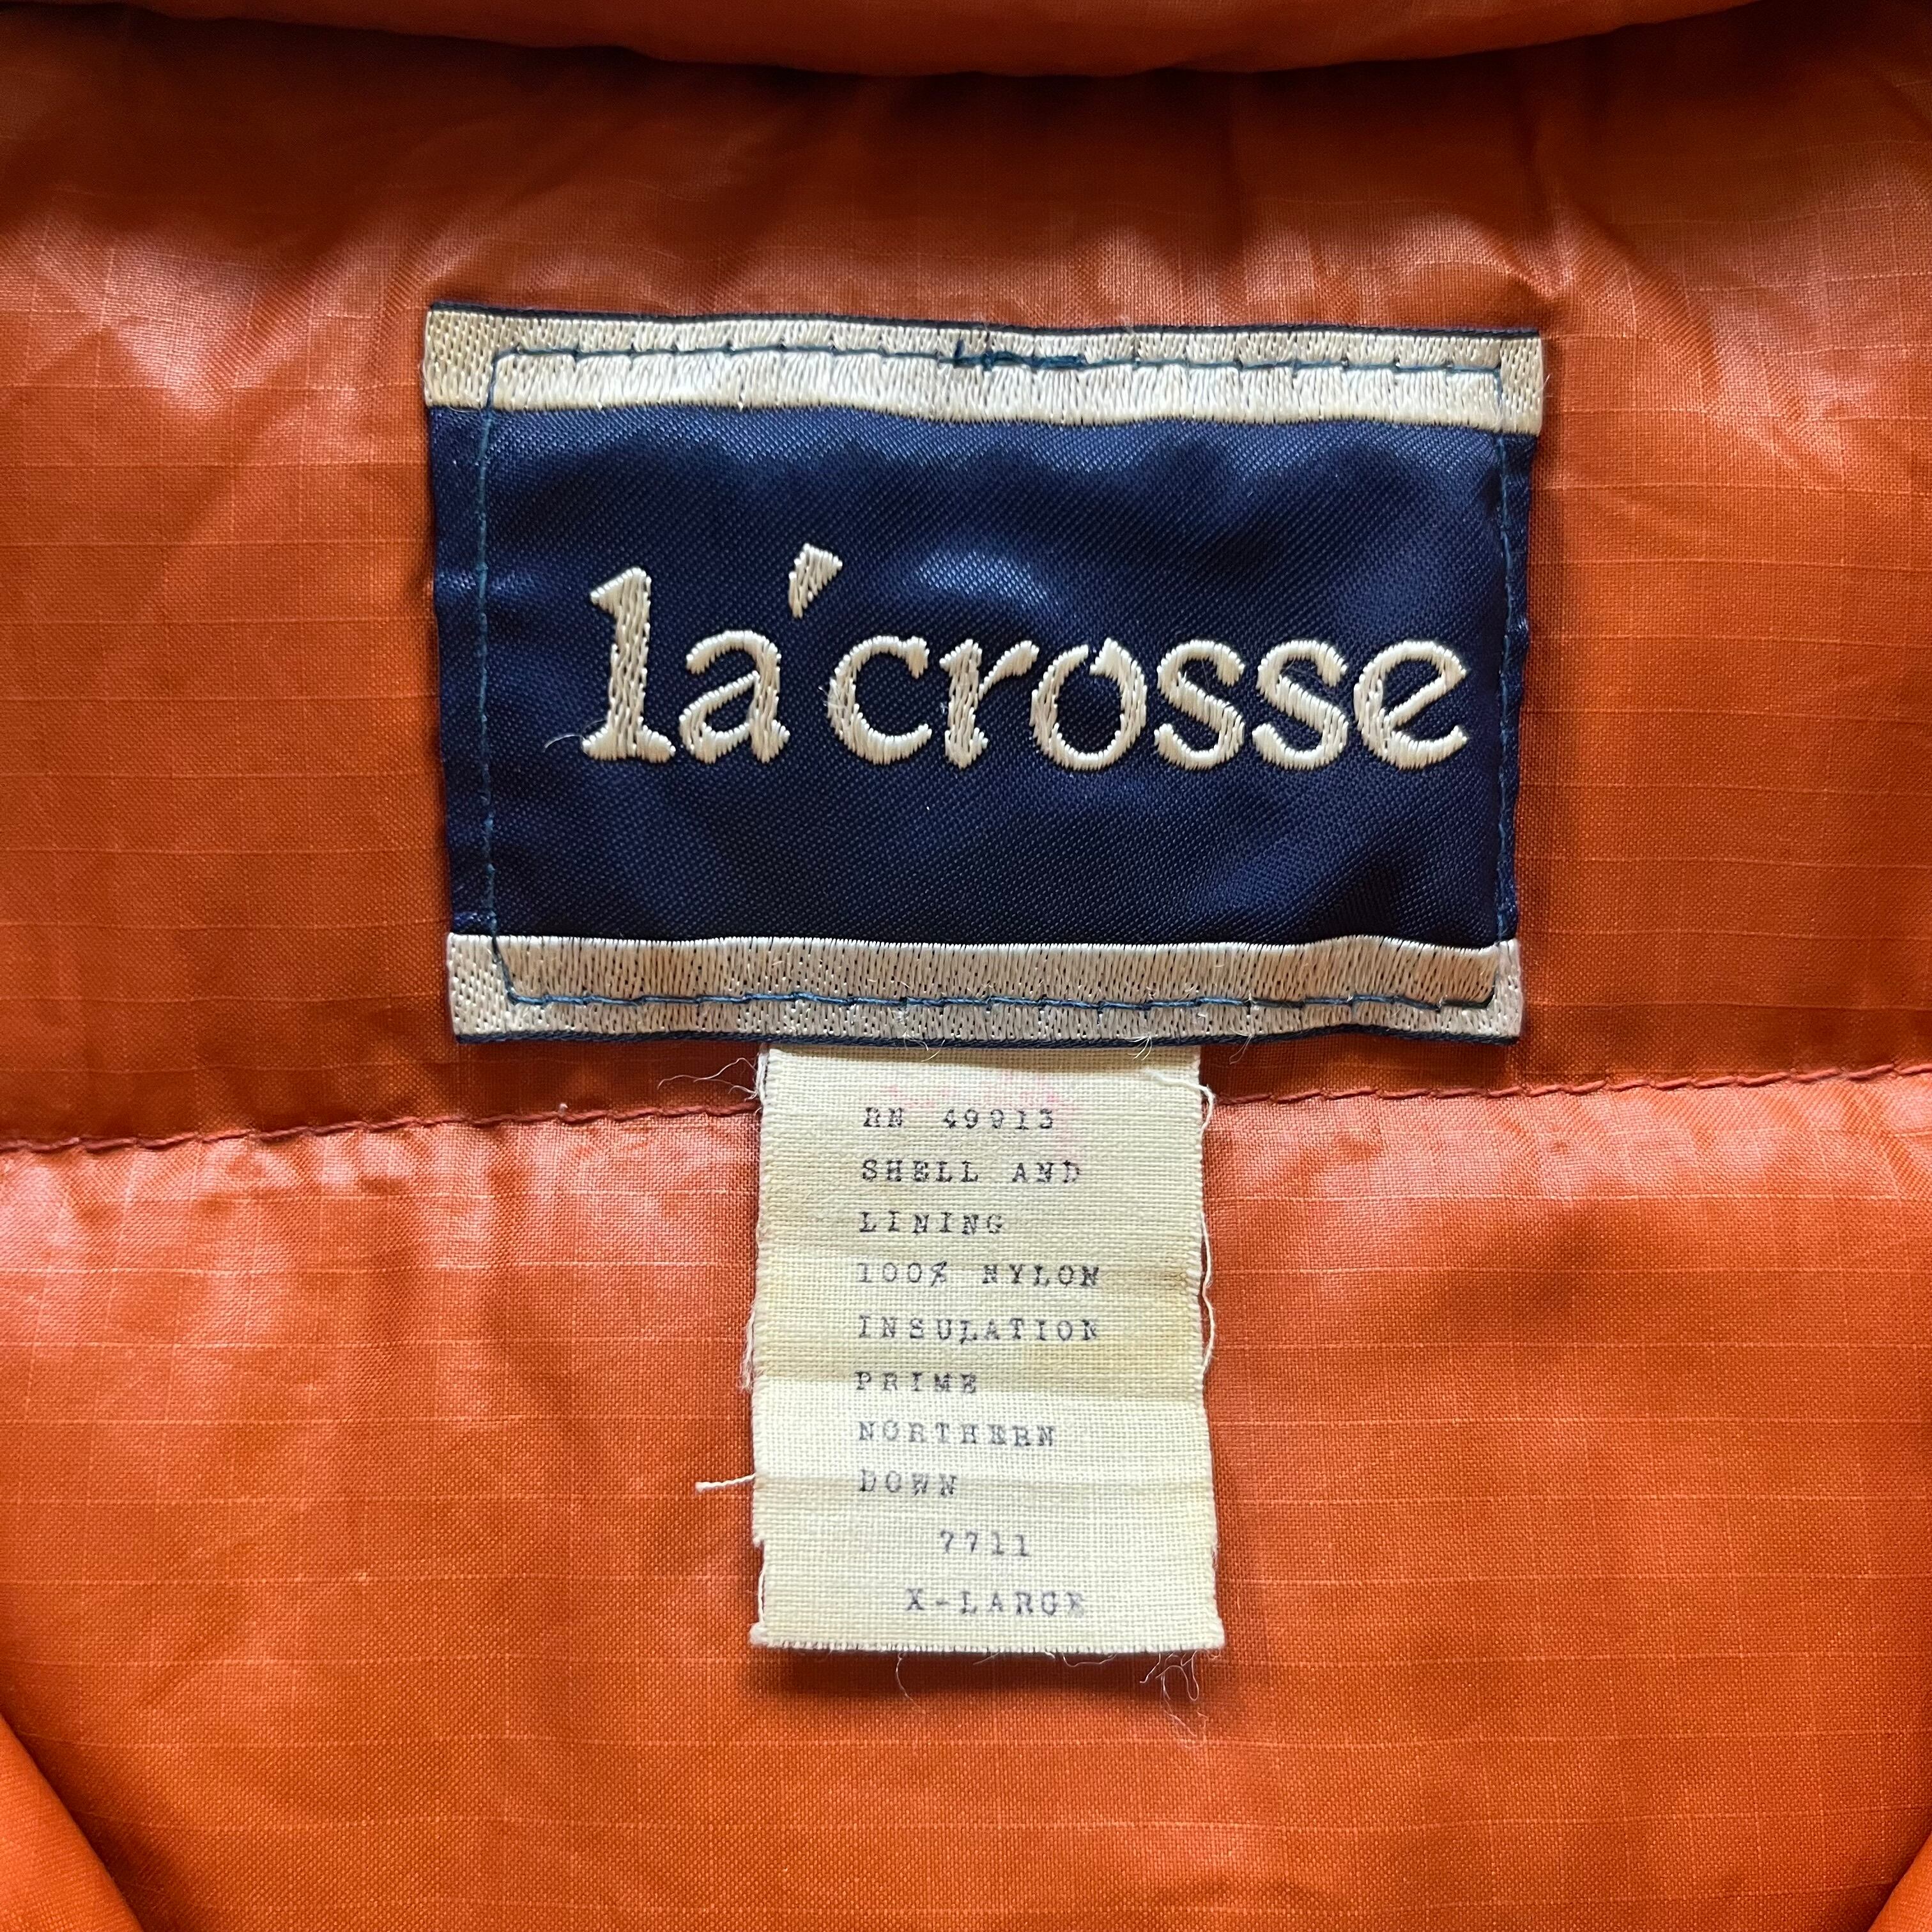 la'crosse
RN 49913
SHELL AND
LINING
100% NYLON
INSULATION
PRIME
NORTHERN
DOWN
7711
X-LARGE